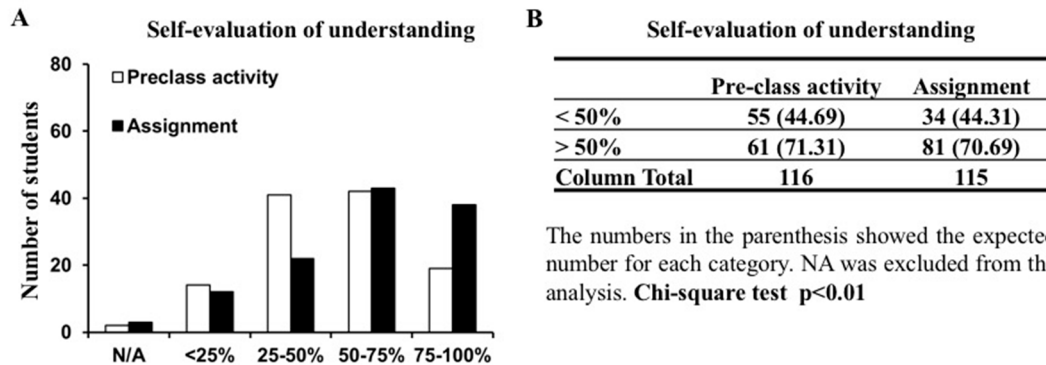 A
Self-evaluation of understanding
Number of students
80
60
40
20
0
Preclass activity
Assignment
N/A <25% 25-50% 50-75% 75-100%
B
Self-evaluation of understanding
Pre-class activity Assignment
< 50% 55 (44.69) 34 (44.31)
> 50% 61 (71.31) 81 (70.69)
Column Total 116 115
The numbers in the parenthesis showed the expecte
number for each category. NA was excluded from th
analysis. Chi-square test p<0.01